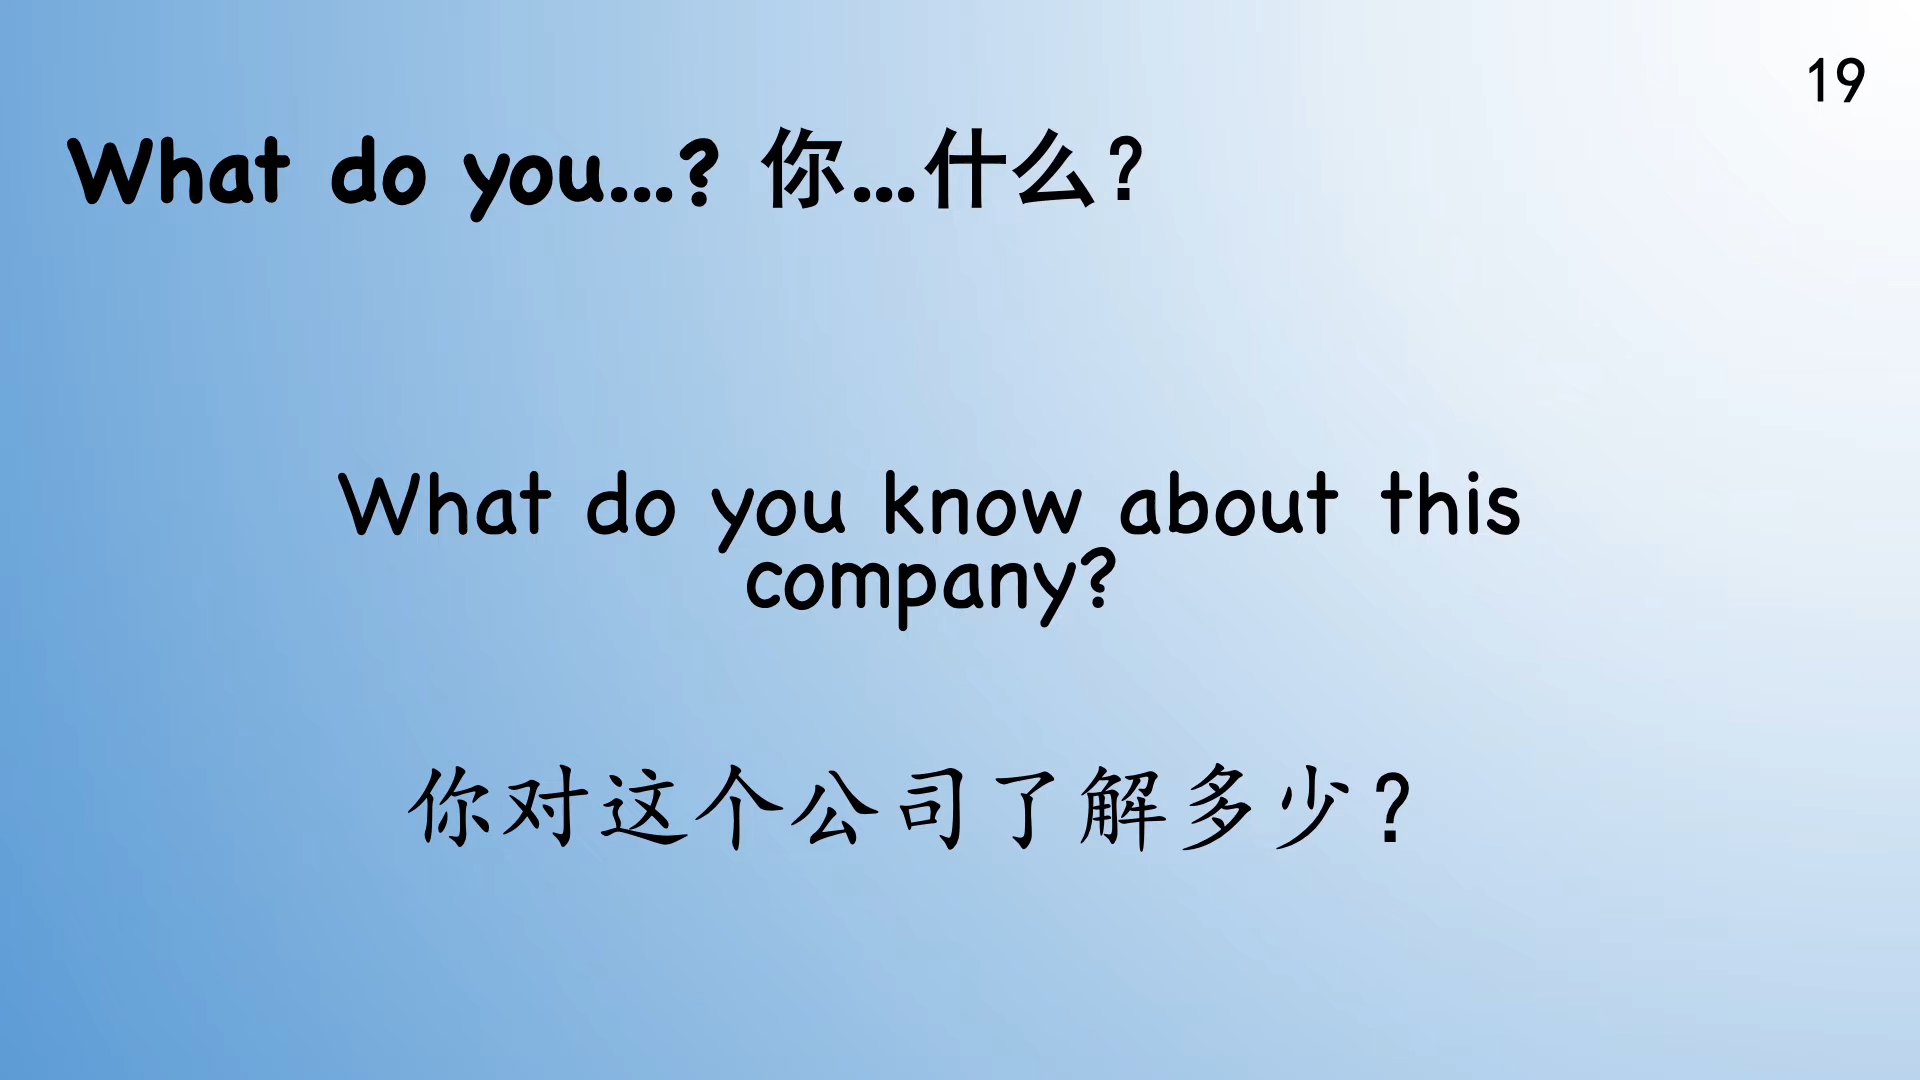 19
What do you...? 你...什么？
What do you know about this
company?
你对这个公司了解多少？